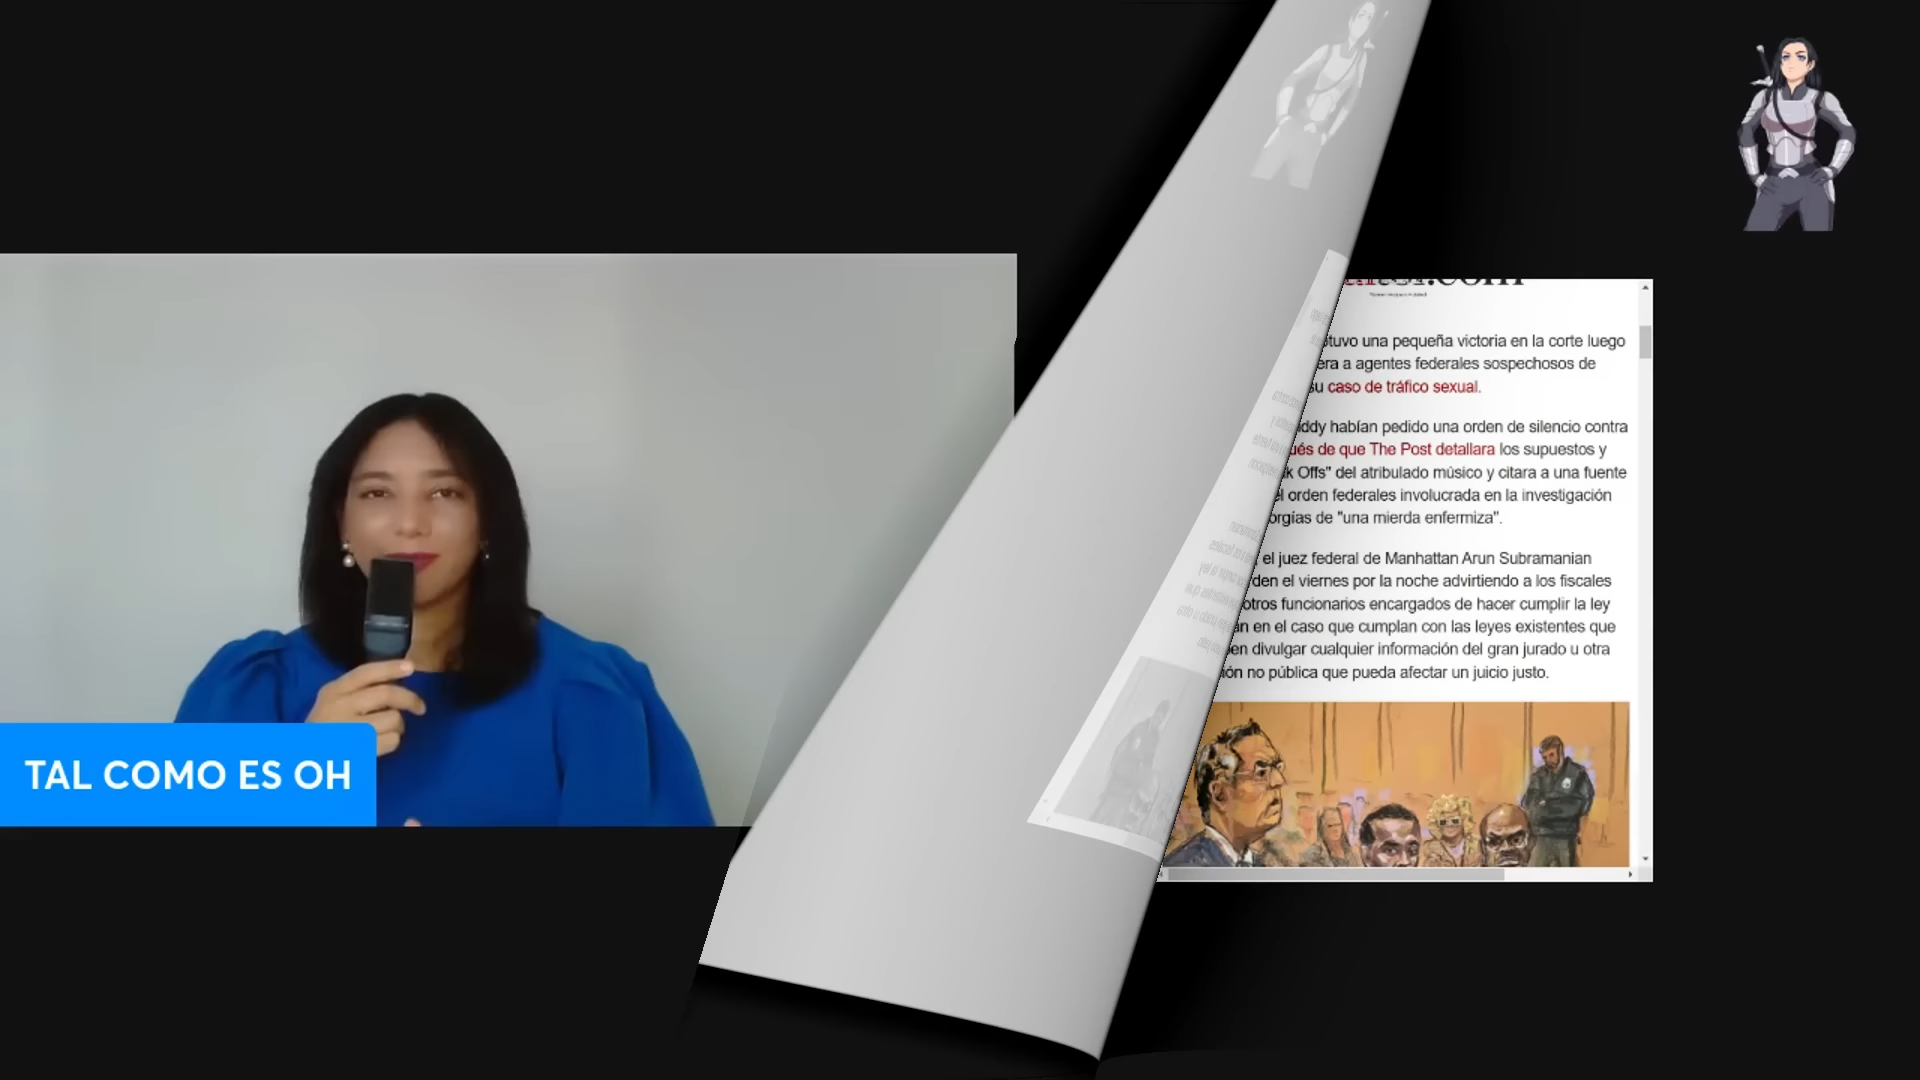 TAL COMO ES OH
.com
tuvo una pequeña victoria en la corte luego
era a agentes federales sospechosos de
su caso de tráfico sexual.
ddy habían pedido una orden de silencio contra
ués de que The Post detallara los supuestos y
k Offs" del atribulado músico y citara a una fuente
el orden federales involucrada en la investigación
orgías de "una mierda enfermiza".
el juez federal de Manhattan Arun Subramanian
den el viernes por la noche advirtiendo a los fiscales
otros funcionarios encargados de hacer cumplir la ley
an en el caso que cumplan con las leyes existentes que
en divulgar cualquier información del gran jurado u otra
ión no pública que pueda afectar un juicio justo.